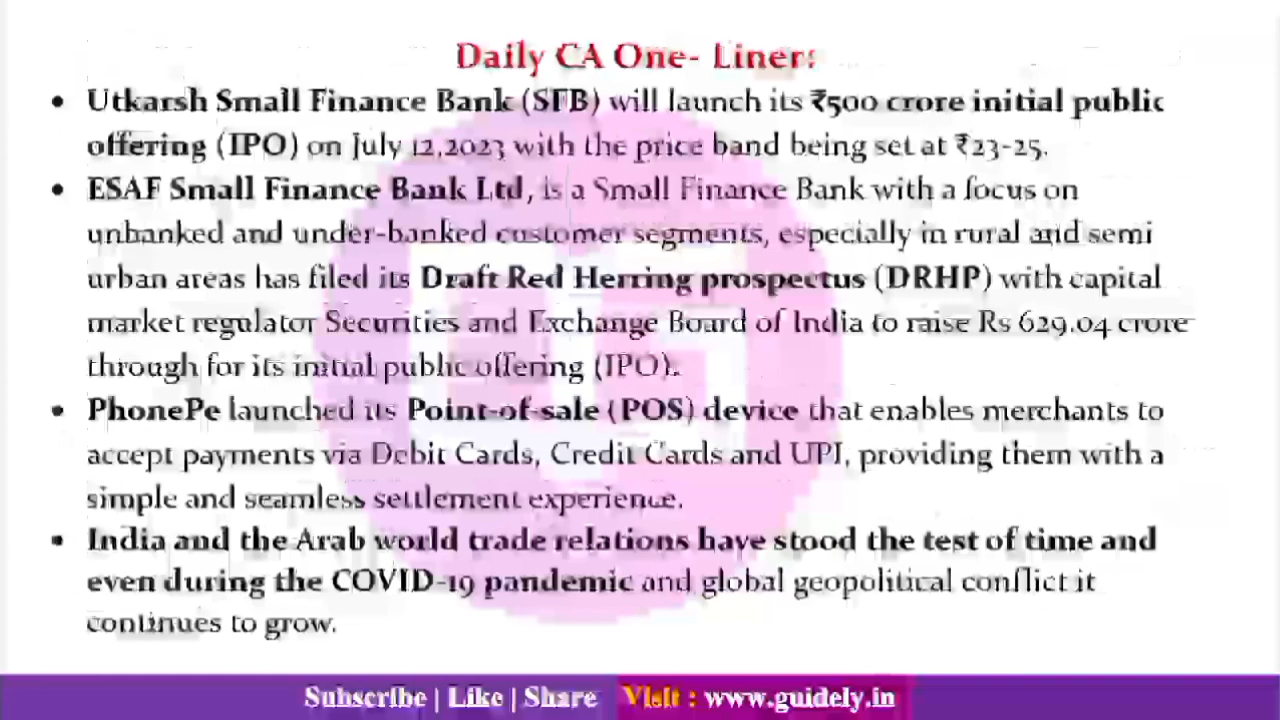 Daily CA One- Liner:
• Utkarsh Small Finance Bank (SFB) will launch its ₹500 crore initial public
offering (IPO) on July 12,2023 with the price band being set at ₹23-25.
• ESAF Small Finance Bank Ltd, is a Small Finance Bank with a focus on
unbanked and under-banked customer segments, especially in rural and semi
urban areas has filed its Draft Red Herring prospectus (DRHP) with capital
market regulator Securities and Exchange Board of India to raise Rs 629.04 crore
through for its initial public offering (IPO).
• PhonePe launched its Point-of-sale (POS) device that enables merchants to
accept payments via Debit Cards, Credit Cards and UPI, providing them with a
simple and seamless settlement experience.
• India and the Arab world trade relations have stood the test of time and
even during the COVID-19 pandemic and global geopolitical conflict it
continues to grow.
Subscribe | Like | Share Visit : www.guidely.in